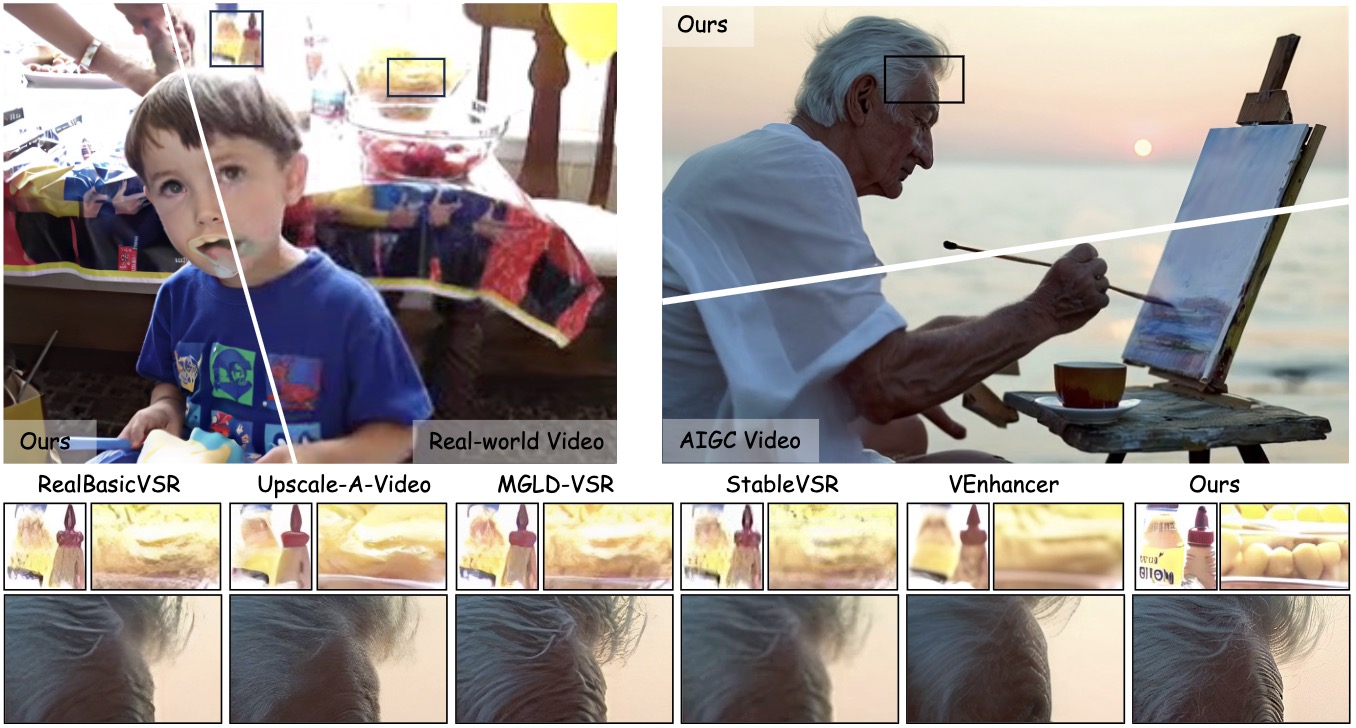 Ours
Real-world Video
Ours
AIGC Video
RealBasicVSR
Upscale-A-Video
MGLD-VSR
StableVSR
VEnhancer
Ours